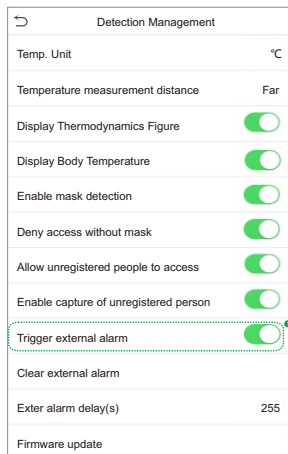 Detection Management
Temp. Unit ℃
Temperature measurement distance Far
Display Thermodynamics Figure
Display Body Temperature
Enable mask detection
Deny access without mask
Allow unregistered people to access
Enable capture of unregistered person
Trigger external alarm
Clear external alarm
Exter alarm delay(s) 255
Firmware update